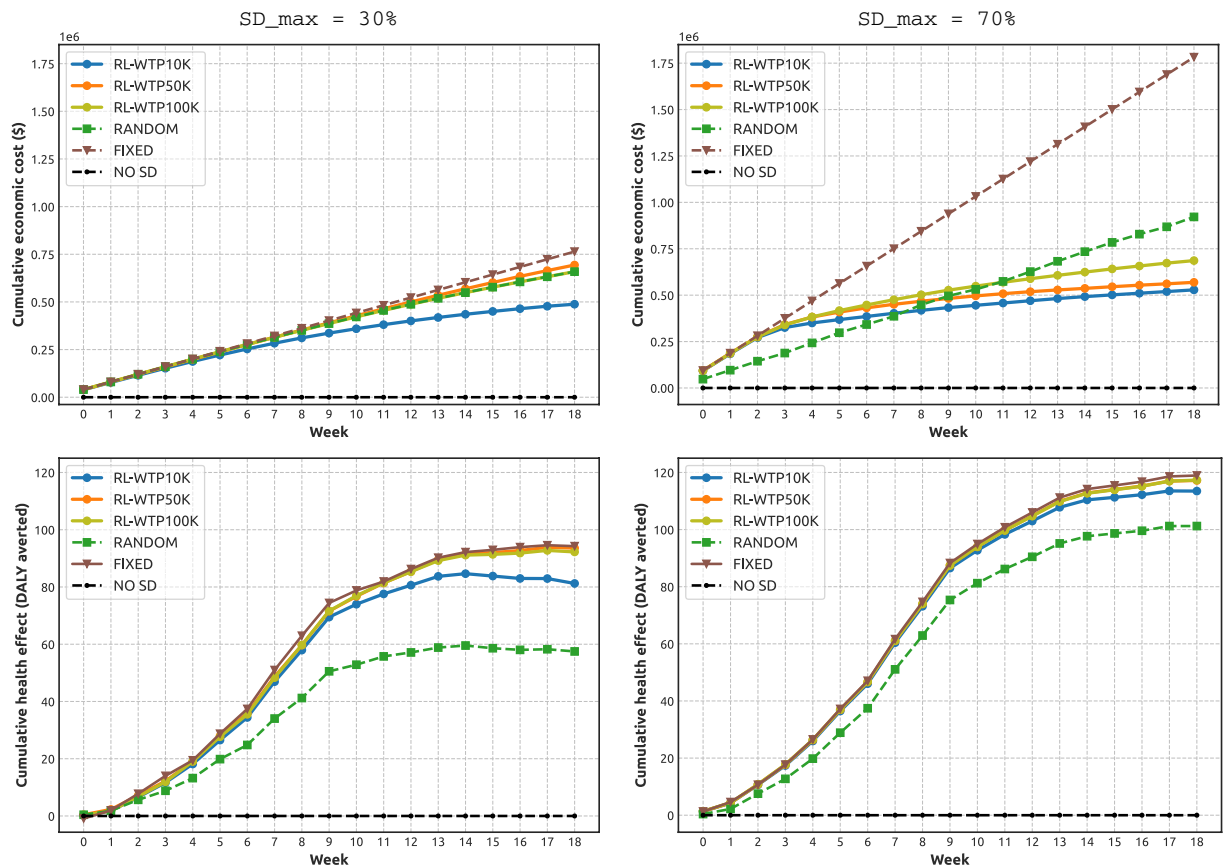 SD_max = 30%
1e6
Cumulative economic cost ($)
1.75
1.50
1.25
1.00
0.75
0.50
0.25
0.00
RL-WTP10K
RL-WTP50K
RL-WTP100K
RANDOM
FIXED
NO SD
0 1 2 3 4 5 6 7 8 9 10 11 12 13 14 15 16 17 18
Week
SD_max = 70%
1e6
Cumulative economic cost ($)
1.75
1.50
1.25
1.00
0.75
0.50
0.25
0.00
RL-WTP10K
RL-WTP50K
RL-WTP100K
RANDOM
FIXED
NO SD
0 1 2 3 4 5 6 7 8 9 10 11 12 13 14 15 16 17 18
Week
Cumulative health effect (DALY averted)
120
100
80
60
40
20
0
RL-WTP10K
RL-WTP50K
RL-WTP100K
RANDOM
FIXED
NO SD
0 1 2 3 4 5 6 7 8 9 10 11 12 13 14 15 16 17 18
Week
Cumulative health effect (DALY averted)
120
100
80
60
40
20
0
RL-WTP10K
RL-WTP50K
RL-WTP100K
RANDOM
FIXED
NO SD
0 1 2 3 4 5 6 7 8 9 10 11 12 13 14 15 16 17 18
Week